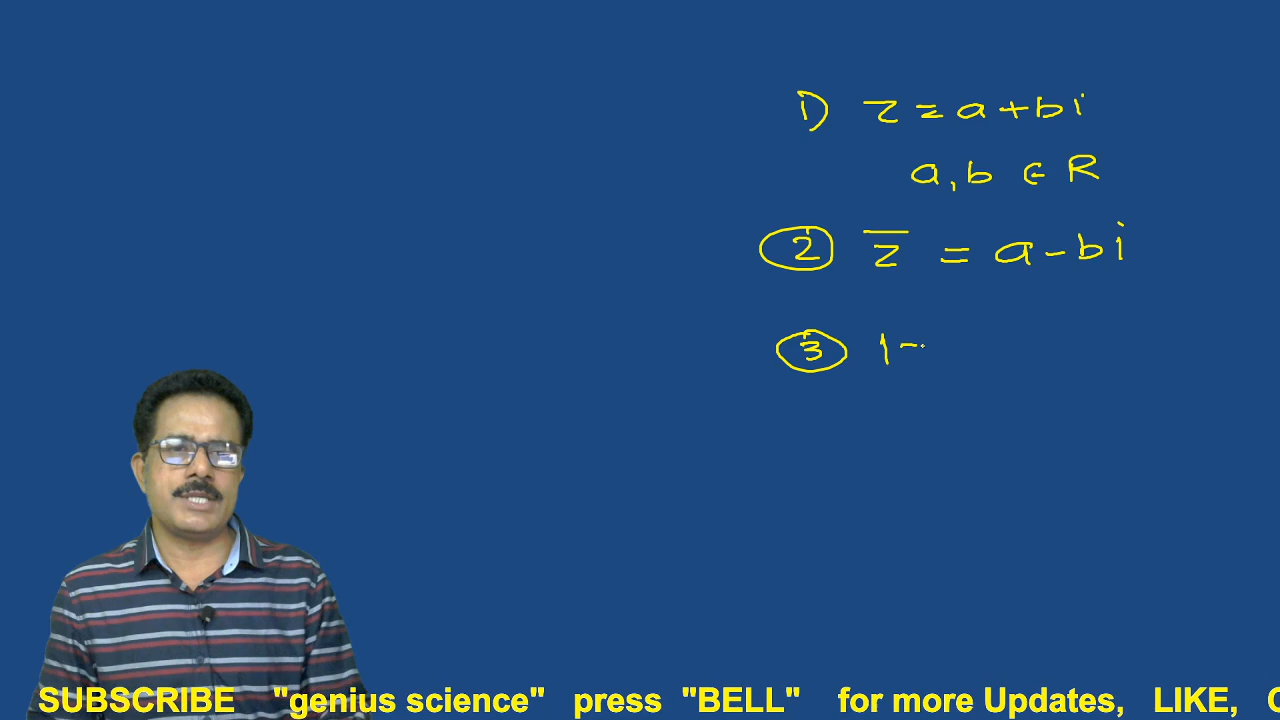 1) z = a + bi
a, b ∈ R
2 z̅ = a - bi
3 |
SUBSCRIBE "genius science" press "BELL" for more Updates, LIKE,